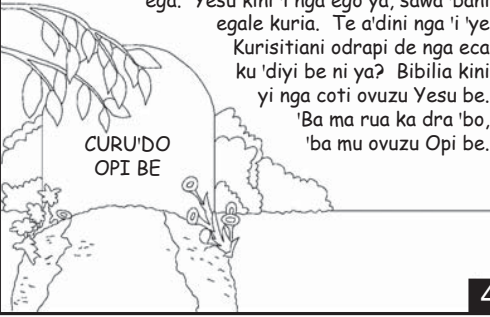 ega. Yesu kini 'i nga ego ya, sawa 'bani
egale kuria. Te a'dini nga 'i 'ye
Kurisitiani odrapi de nga eca
ku 'diyi be ni ya? Bibilia kini
yi nga coti ovuzu Yesu be.
'Ba ma rua ka dra 'bo,
'ba mu ovuzu Opi be.
CURU'DO
OPI BE
4